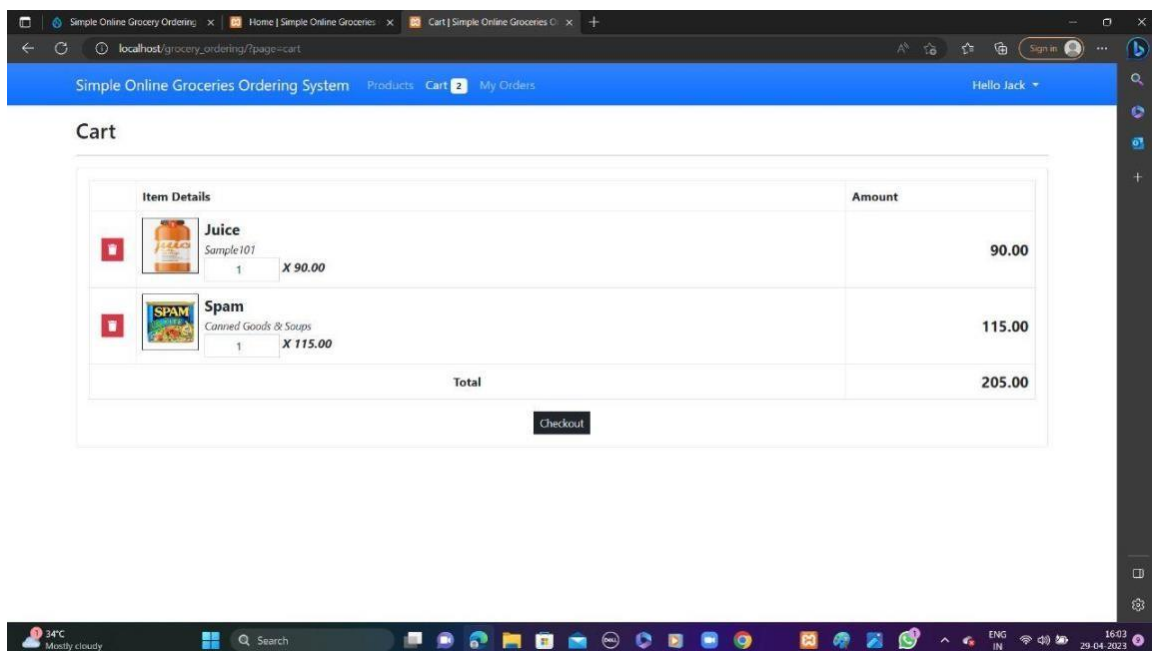 Simple Online Grocery Ordering
Home | Simple Online Groceries
Cart | Simple Online Groceries O
localhost/grocery_ordering/?page=cart
Sign in
Simple Online Groceries Ordering System Products Cart 2 My Orders Hello Jack
Cart
Item Details Amount
Juice
Sample101
1 X 90.00 90.00
SPAM
Spam
Canned Goods & Soups
1 X 115.00 115.00
Total 205.00
Checkout
34°C
Mostly cloudy
Search
ENG
IN
16:03
29-04-2023